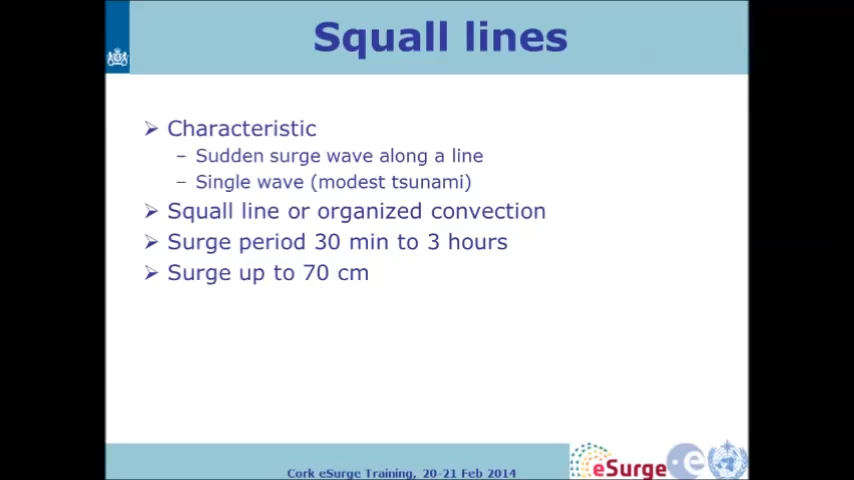 Squall lines
➢ Characteristic
– Sudden surge wave along a line
– Single wave (modest tsunami)
➢ Squall line or organized convection
➢ Surge period 30 min to 3 hours
➢ Surge up to 70 cm
Cork eSurge Training, 20-21 Feb 2014
eSurge